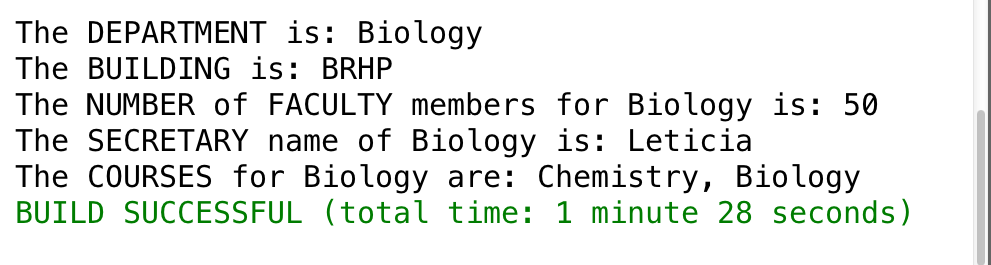 The DEPARTMENT is: Biology
The BUILDING is: BRHP
The NUMBER of FACULTY members for Biology is: 50
The SECRETARY name of Biology is: Leticia
The COURSES for Biology are: Chemistry, Biology
BUILD SUCCESSFUL (total time: 1 minute 28 seconds)